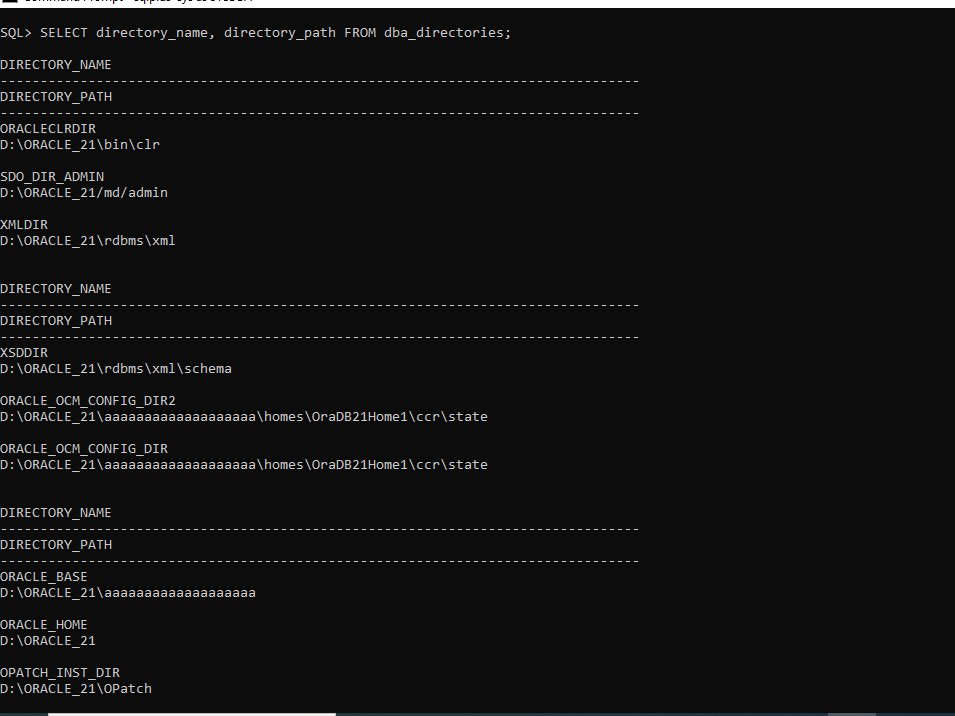 SQL> SELECT directory_name, directory_path FROM dba_directories;
DIRECTORY_NAME
--------------------------------------------------------------------------------
DIRECTORY_PATH
--------------------------------------------------------------------------------
ORACLECLRDIR
D:\ORACLE_21\bin\clr
SDO_DIR_ADMIN
D:\ORACLE_21/md/admin
XMLDIR
D:\ORACLE_21\rdbms\xml
DIRECTORY_NAME
--------------------------------------------------------------------------------
DIRECTORY_PATH
--------------------------------------------------------------------------------
XSDDIR
D:\ORACLE_21\rdbms\xml\schema
ORACLE_OCM_CONFIG_DIR2
D:\ORACLE_21\aaaaaaaaaaaaaaaaaaa\homes\OraDB21Home1\ccr\state
ORACLE_OCM_CONFIG_DIR
D:\ORACLE_21\aaaaaaaaaaaaaaaaaaa\homes\OraDB21Home1\ccr\state
DIRECTORY_NAME
--------------------------------------------------------------------------------
DIRECTORY_PATH
--------------------------------------------------------------------------------
ORACLE_BASE
D:\ORACLE_21\aaaaaaaaaaaaaaaaaaa
ORACLE_HOME
D:\ORACLE_21
OPATCH_INST_DIR
D:\ORACLE_21\OPatch